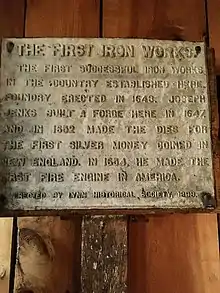 THE FIRST IRON WORKS.
THE FIRST SUCCESSFUL IRON WORKS
IN THE COUNTRY ESTABLISHED HERE.
FOUNDRY ERECTED IN 1643. JOSEPH
JENKS BUILT A FORGE HERE IN 1647,
AND IN 1652 MADE THE DIES FOR
THE FIRST SILVER MONEY COINED IN
NEW ENGLAND. IN 1654, HE MADE THE
FIRST FIRE ENGINE IN AMERICA.
ERECTED BY LYNN HISTORICAL SOCIETY,